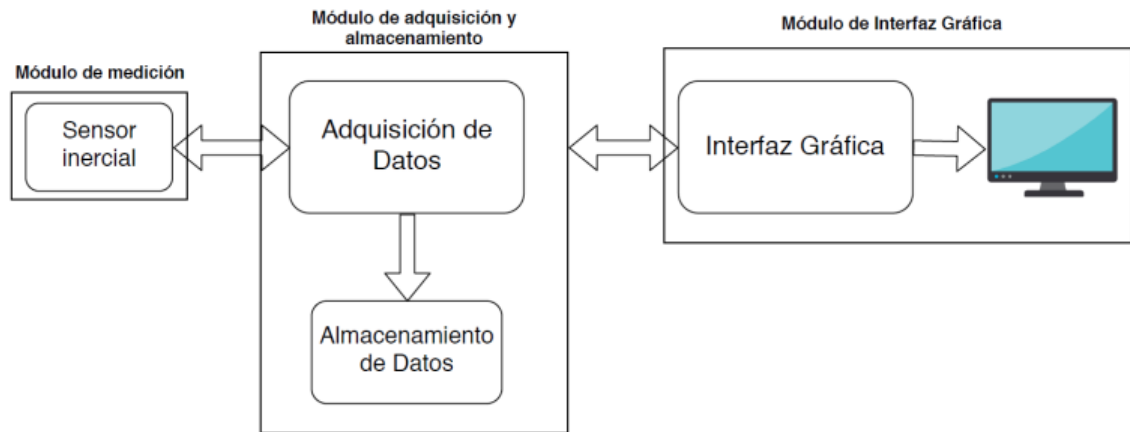 Módulo de medición
Sensor
inercial
Módulo de adquisición y
almacenamiento
Adquisición de
Datos
Almacenamiento
de Datos
Módulo de Interfaz Gráfica
Interfaz Gráfica